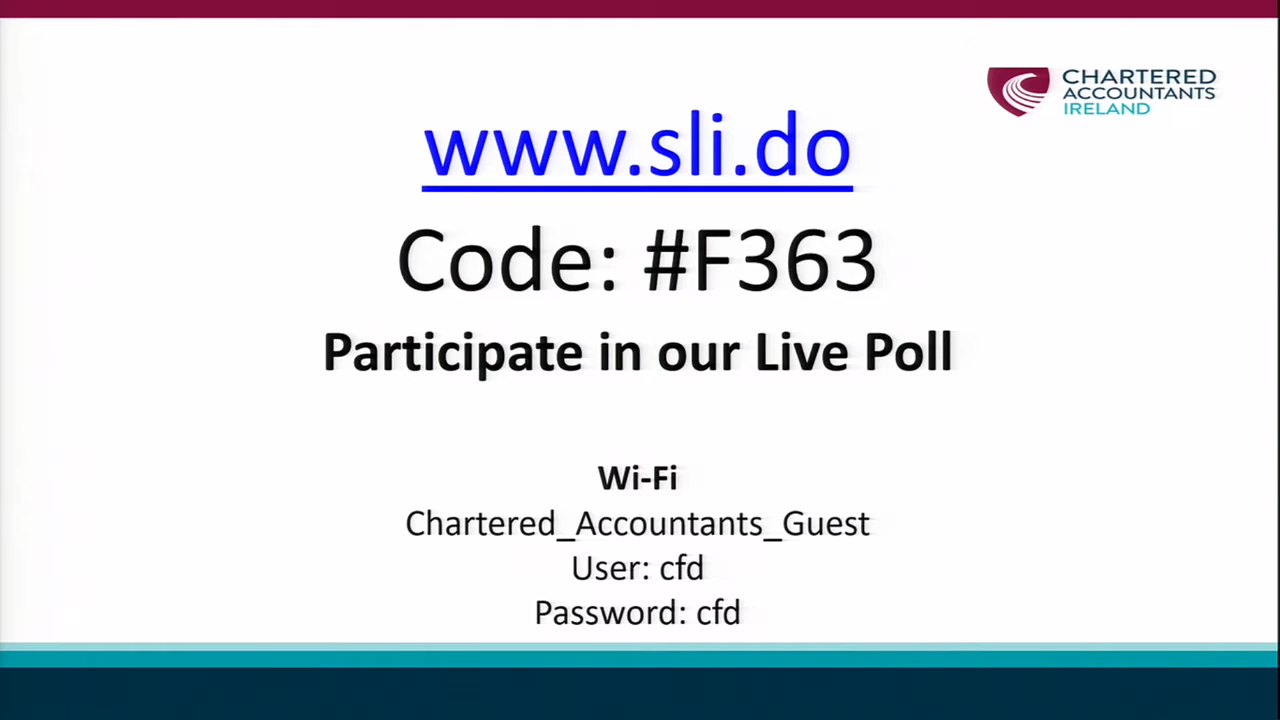 CHARTERED
ACCOUNTANTS
IRELAND
www.sli.do
Code: #F363
Participate in our Live Poll
Wi-Fi
Chartered_Accountants_Guest
User: cfd
Password: cfd